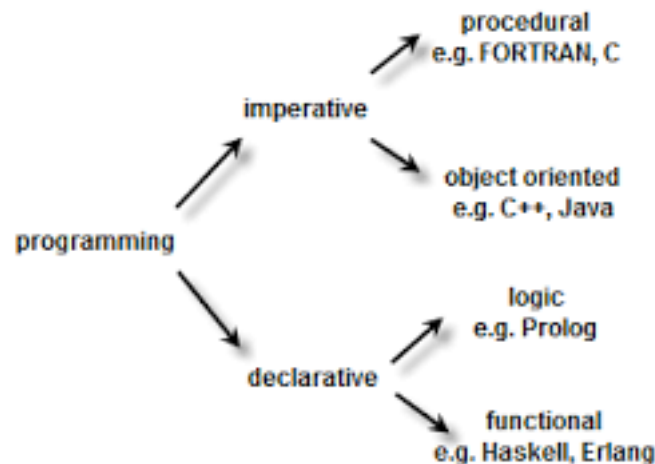 procedural
e.g. FORTRAN, C
imperative
object oriented
e.g. C++, Java
programming
logic
e.g. Prolog
declarative
functional
e.g. Haskell, Erlang